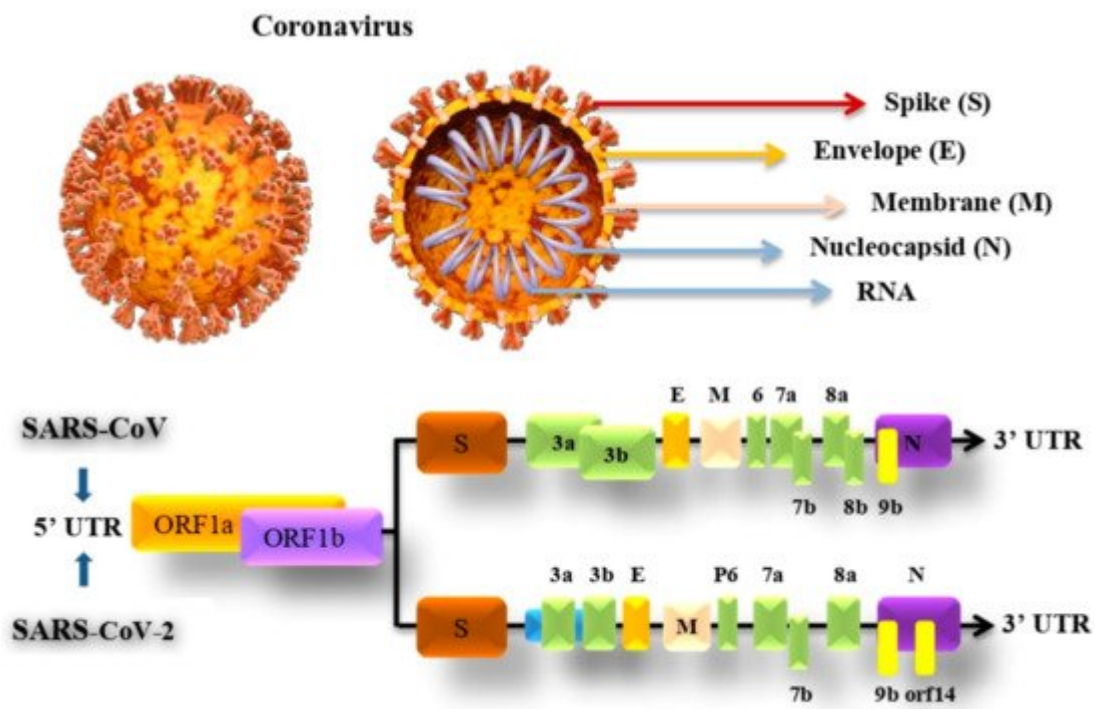 Coronavirus
Spike (S)
Envelope (E)
Membrane (M)
Nucleocapsid (N)
RNA
E M 6 7a 8a
SARS-CoV
S 3a 3b N 3’ UTR
7b 8b 9b
5’ UTR ORF1a ORF1b
3a 3b E P6 7a 8a N
SARS-CoV-2
S M 3’ UTR
7b 9b orf14